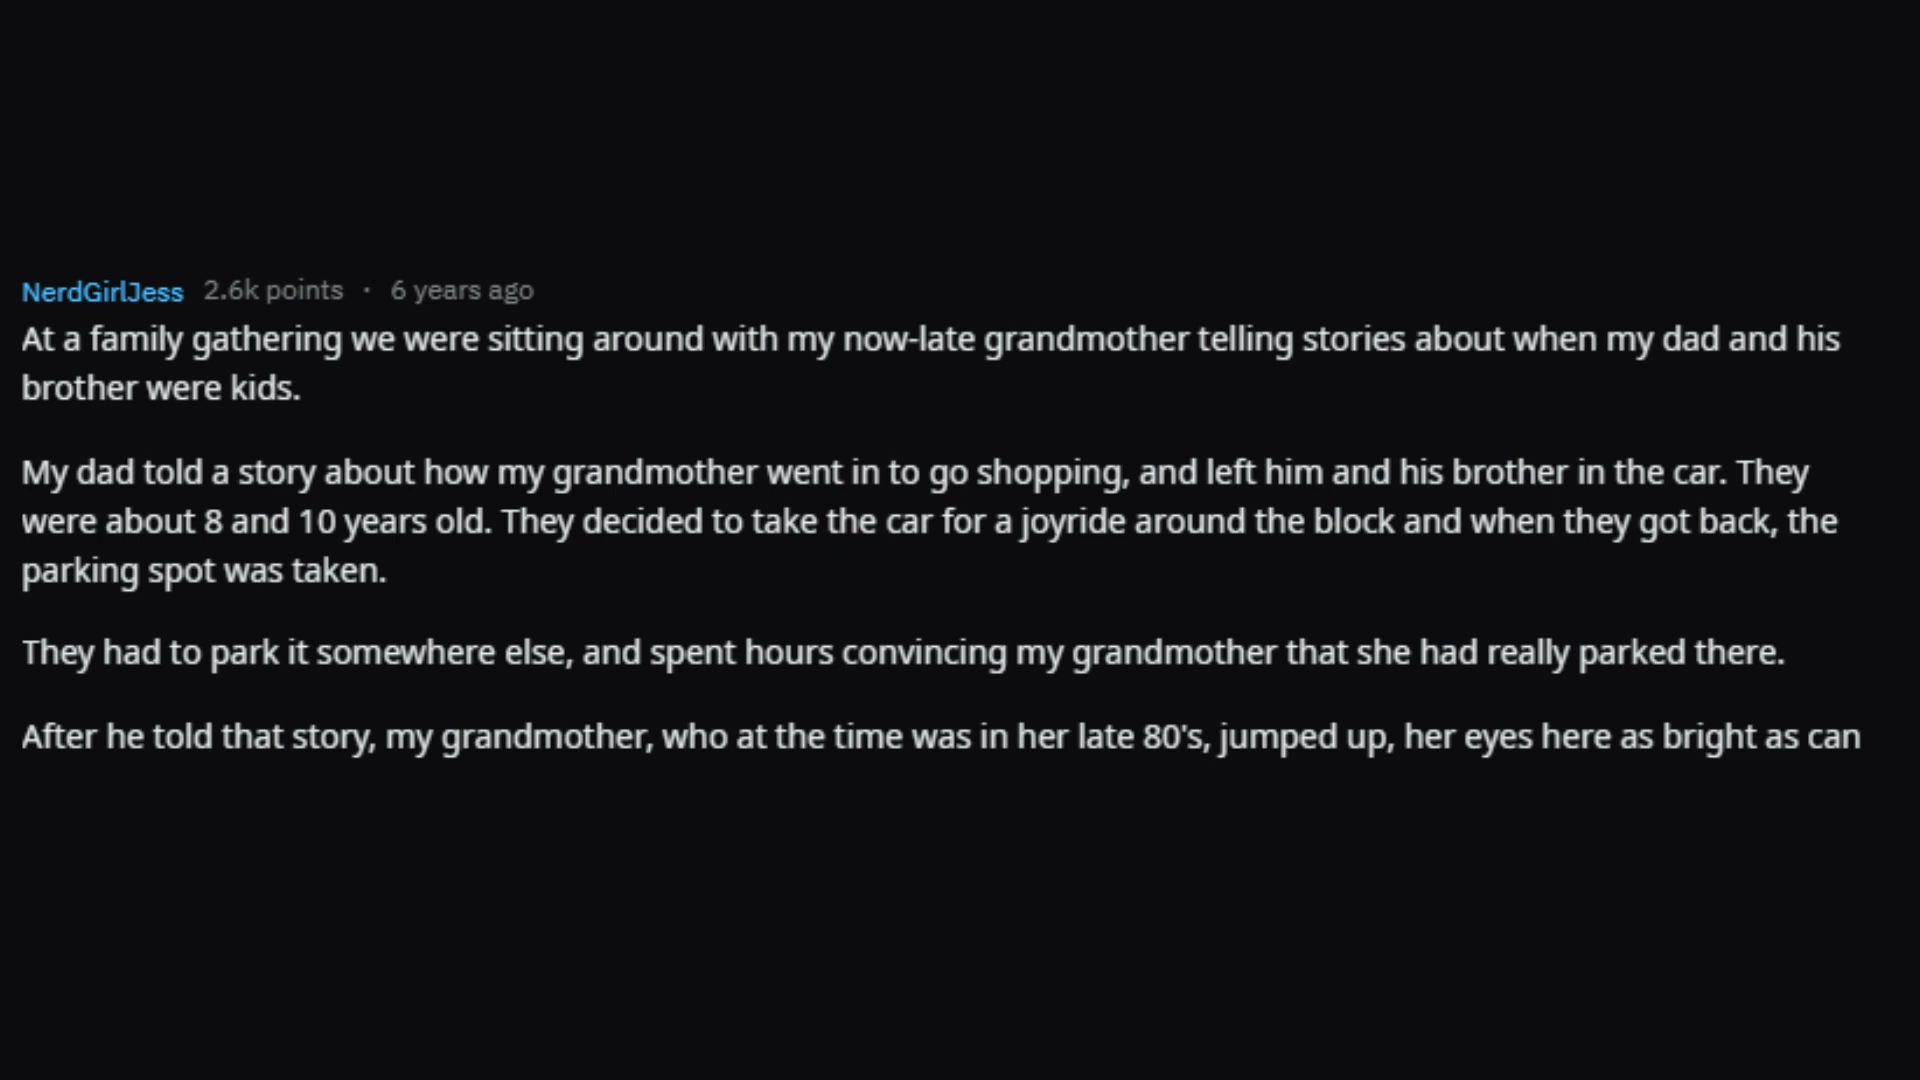 NerdGirlJess 2.6k points · 6 years ago
At a family gathering we were sitting around with my now-late grandmother telling stories about when my dad and his
brother were kids.
My dad told a story about how my grandmother went in to go shopping, and left him and his brother in the car. They
were about 8 and 10 years old. They decided to take the car for a joyride around the block and when they got back, the
parking spot was taken.
They had to park it somewhere else, and spent hours convincing my grandmother that she had really parked there.
After he told that story, my grandmother, who at the time was in her late 80's, jumped up, her eyes here as bright as can